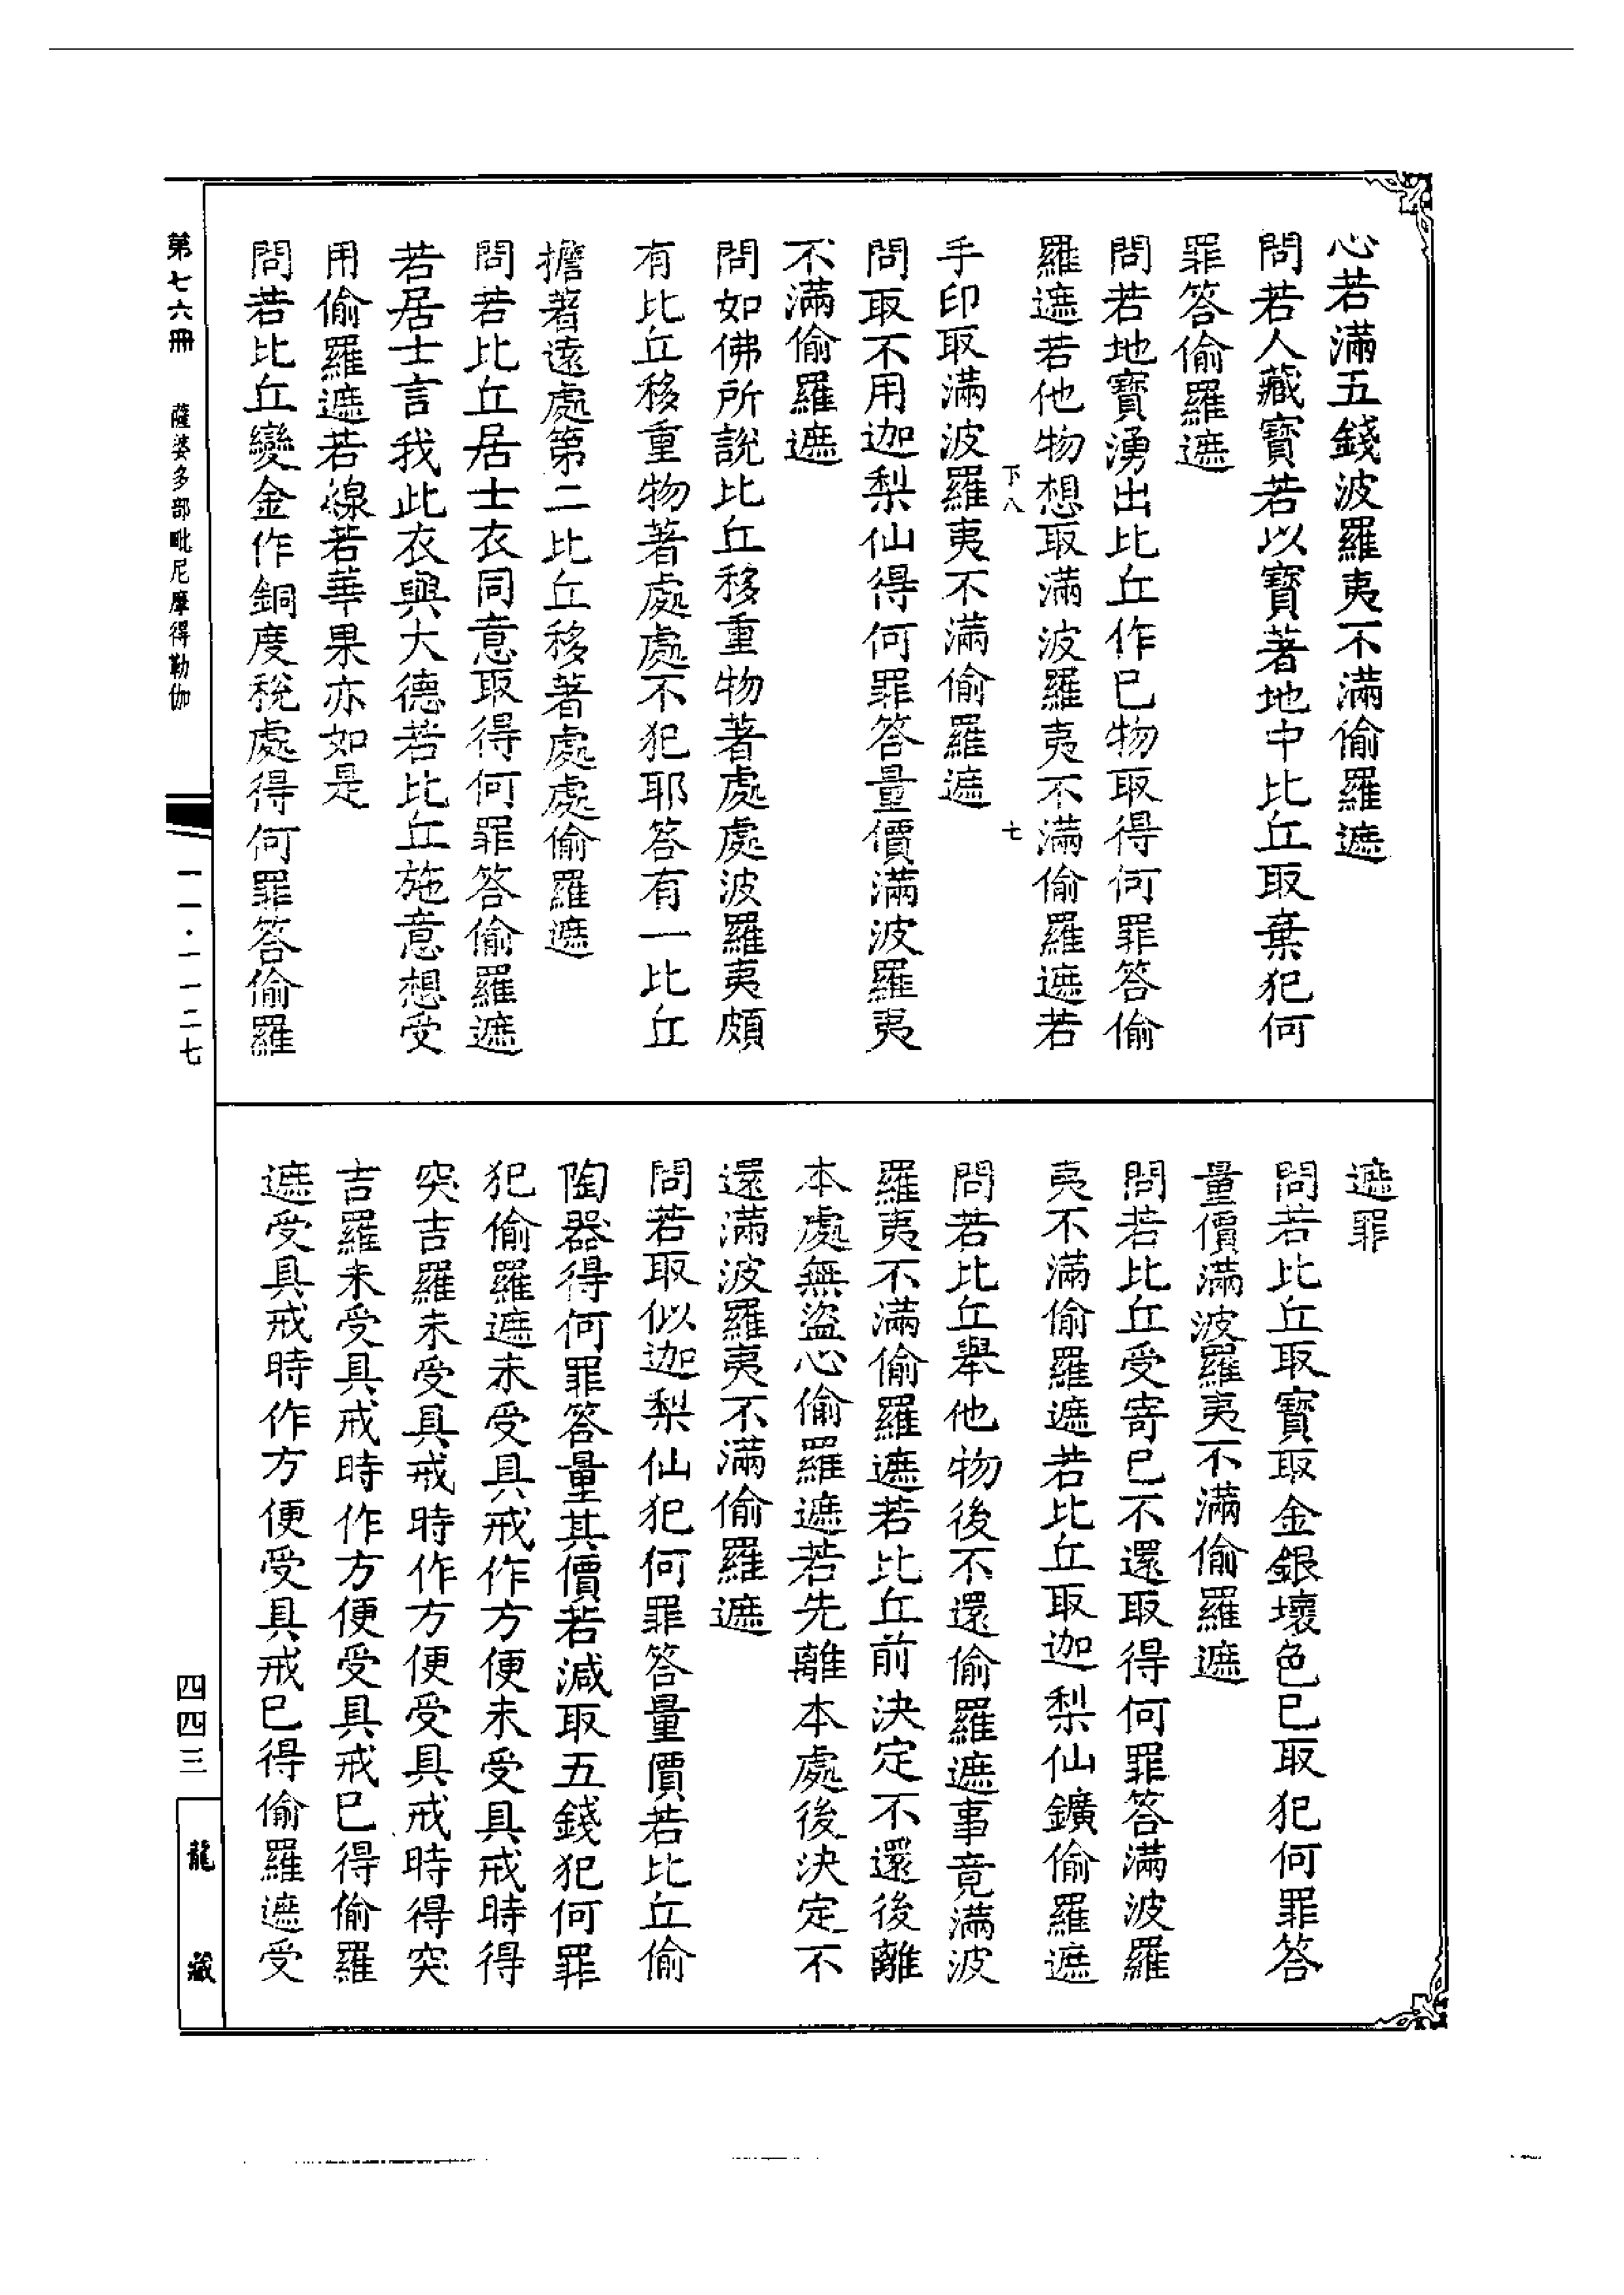 心若滿五錢波羅夷不滿偷羅遮
問若人藏寶若以寶著地中比丘取棄犯何
罪答偷羅遮
問若地寶湧出比丘作已物取得何罪答偷
羅遮若他物想取滿波羅夷不滿偷羅遮若
下八 七
手印取滿波羅夷不滿偷羅遮
問取不用迦梨仙得何罪答量價滿波羅夷
不滿偷羅遮
問如佛所說比丘移重物著處處波羅夷頗
有比丘移重物著處處不犯耶答有一比丘
擔著遠處第二比丘移著處處偷羅遮
問若比丘居士衣同意取得何罪答偷羅遮
若居士言我此衣與大德若比丘施意想受
用偷羅遮若線若華果亦如是
問若比丘變金作銅度稅處得何罪答偷羅
遮罪
問若比丘取寶取金銀壞色已取犯何罪答
量價滿波羅夷不滿偷羅遮
問若比丘受寄已不還取得何罪答滿波羅
夷不滿偷羅遮若比丘取迦梨仙鑛偷羅遮
問若比丘舉他物後不還偷羅遮事竟滿波
羅夷不滿偷羅遮若比丘前決定不還後離
本處無盜心偷羅遮若先離本處後決定不
還滿波羅夷不滿偷羅遮
問若取似迦梨仙犯何罪答量價若比丘偷
陶器得何罪答量其價若減取五錢犯何罪
犯偷羅遮未受具戒作方便未受具戒時得
突吉羅未受具戒時作方便受具戒時得突
吉羅未受具戒時作方便受具戒已得偷羅
遮受具戒時作方便受具戒已得偷羅遮受
第七六冊 薩婆多部毗尼摩得勒伽
一一·一一二七
四四三
龍藏